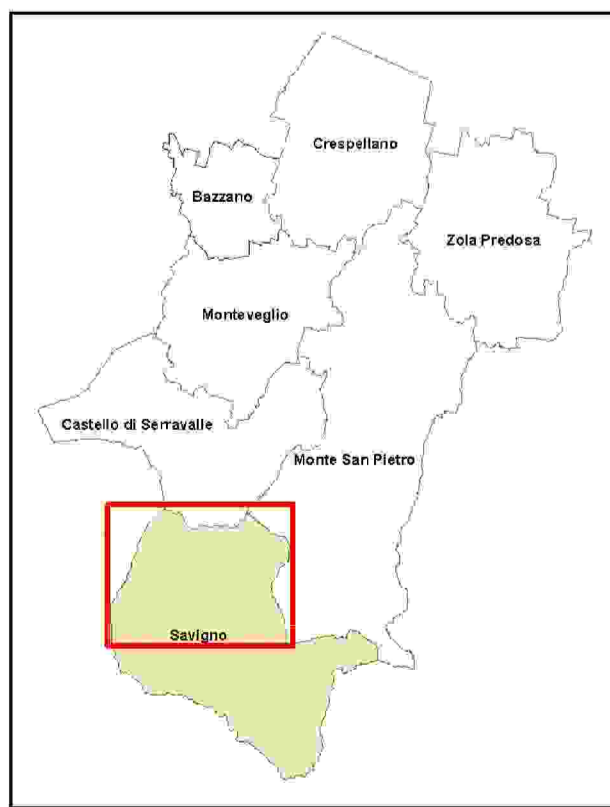 Crespellano
Bazzano
Zola Predosa
Monteveglio
Castello di Serravalle
Monte San Pietro
Savigno